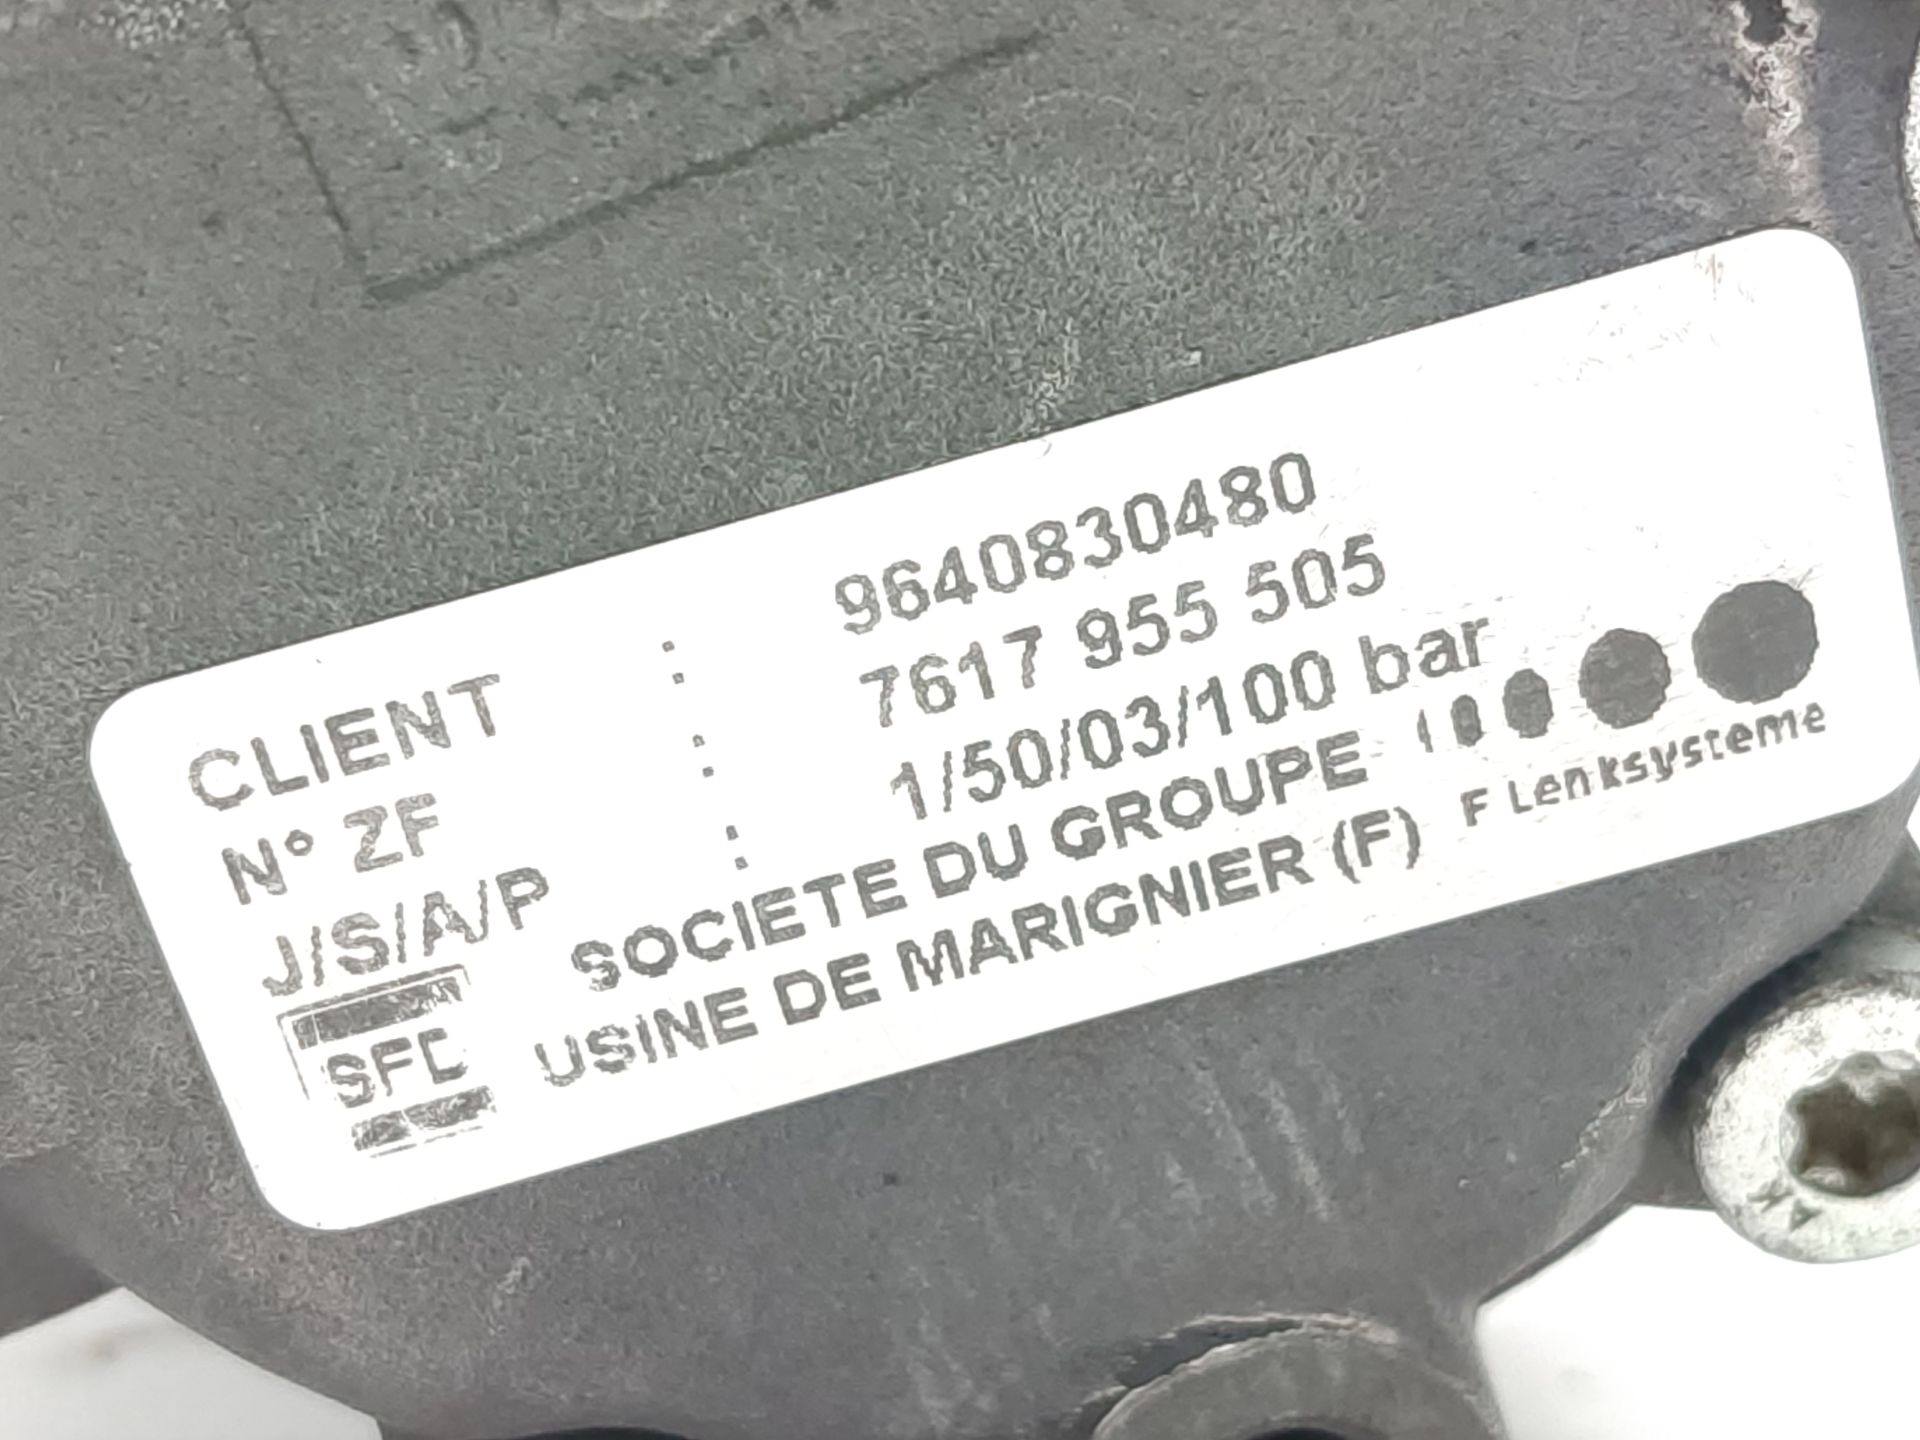 CLIENT : 9640830480
N° ZF : 7617 955 505
J/S/A/P : 1/50/03/100 bar
SOCIETE DU GROUPE
F Lenksysteme
SFD USINE DE MARIGNIER (F)